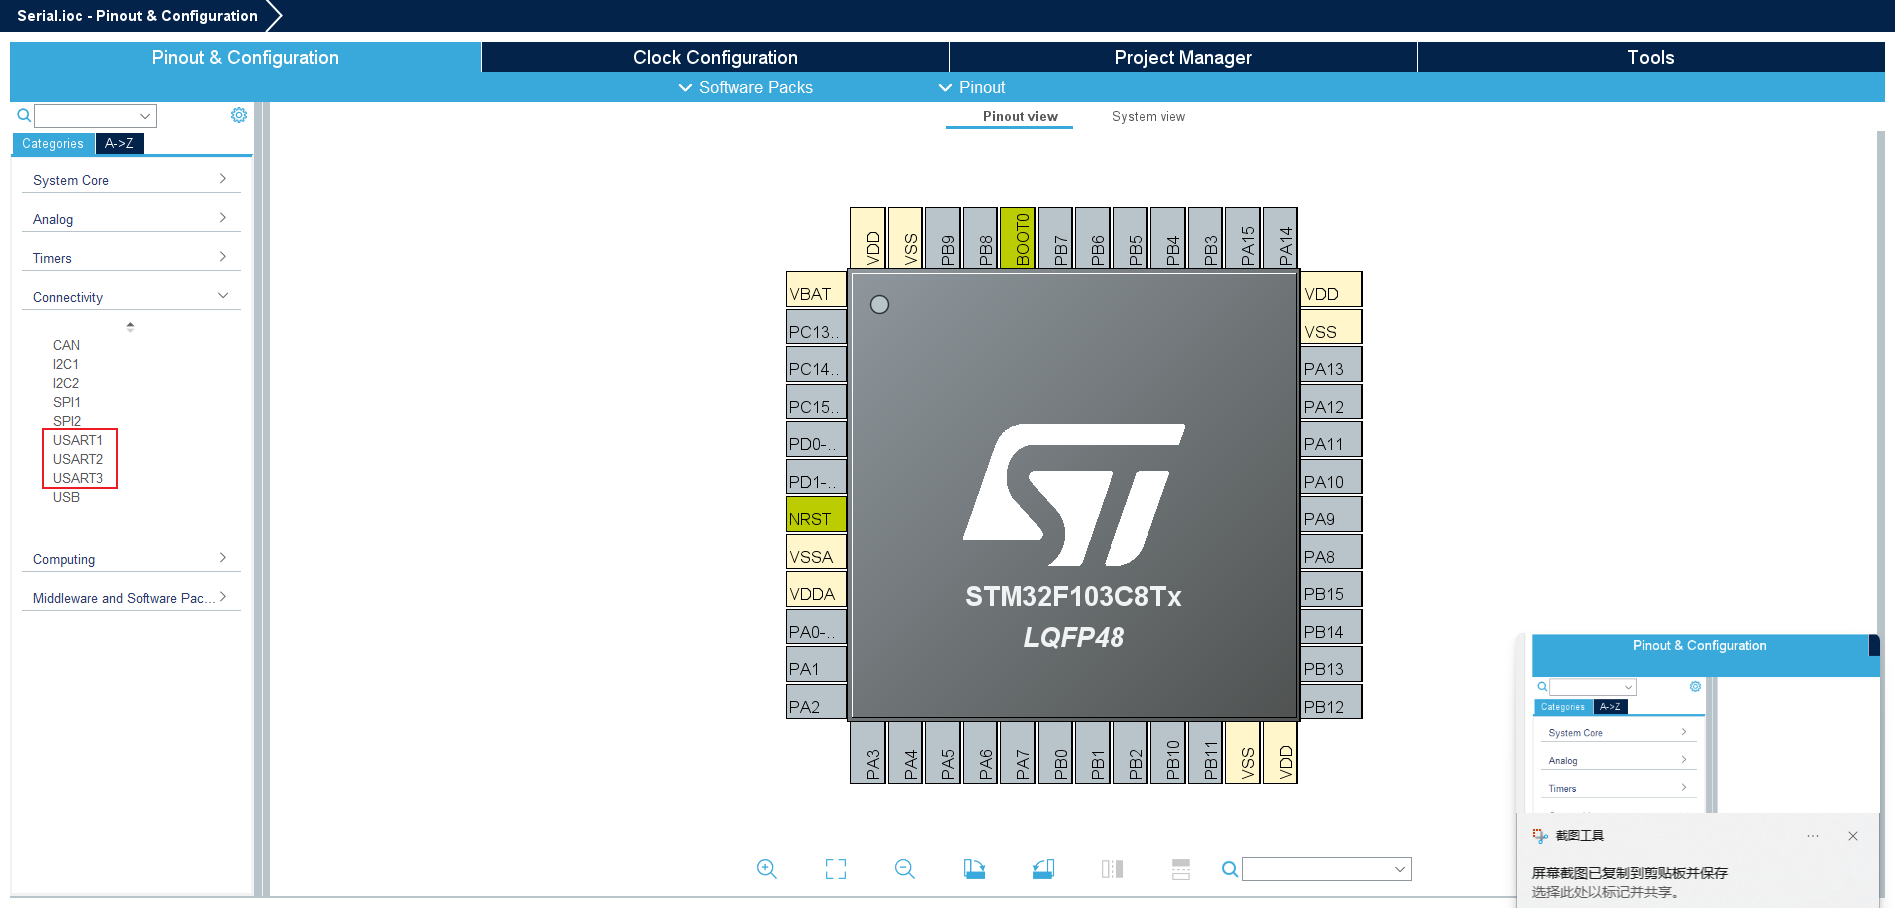 Serial.ioc - Pinout & Configuration
Pinout & Configuration
Clock Configuration
Project Manager
Tools
Software Packs
Pinout
Pinout view
System view
Categories
A->Z
System Core
Analog
Timers
Connectivity
CAN
I2C1
I2C2
SPI1
SPI2
USART1
USART2
USART3
USB
Computing
Middleware and Software Pac...
VDD
VSS
PB9
PB8
BOOT0
PB7
PB6
PB5
PB4
PB3
PA15
PA14
VBAT
PC13..
PC14..
PC15..
PD0-..
PD1-..
NRST
VSSA
VDDA
PA0-..
PA1
PA2
VDD
VSS
PA13
PA12
PA11
PA10
PA9
PA8
PB15
PB14
PB13
PB12
ST
STM32F103C8Tx
LQFP48
PA3
PA4
PA5
PA6
PA7
PB0
PB1
PB2
PB10
PB11
VSS
VDD
Pinout & Configuration
Categories
A->Z
System Core
Analog
Timers
截图工具
屏幕截图已复制到剪贴板并保存
选择此处以标记并共享。